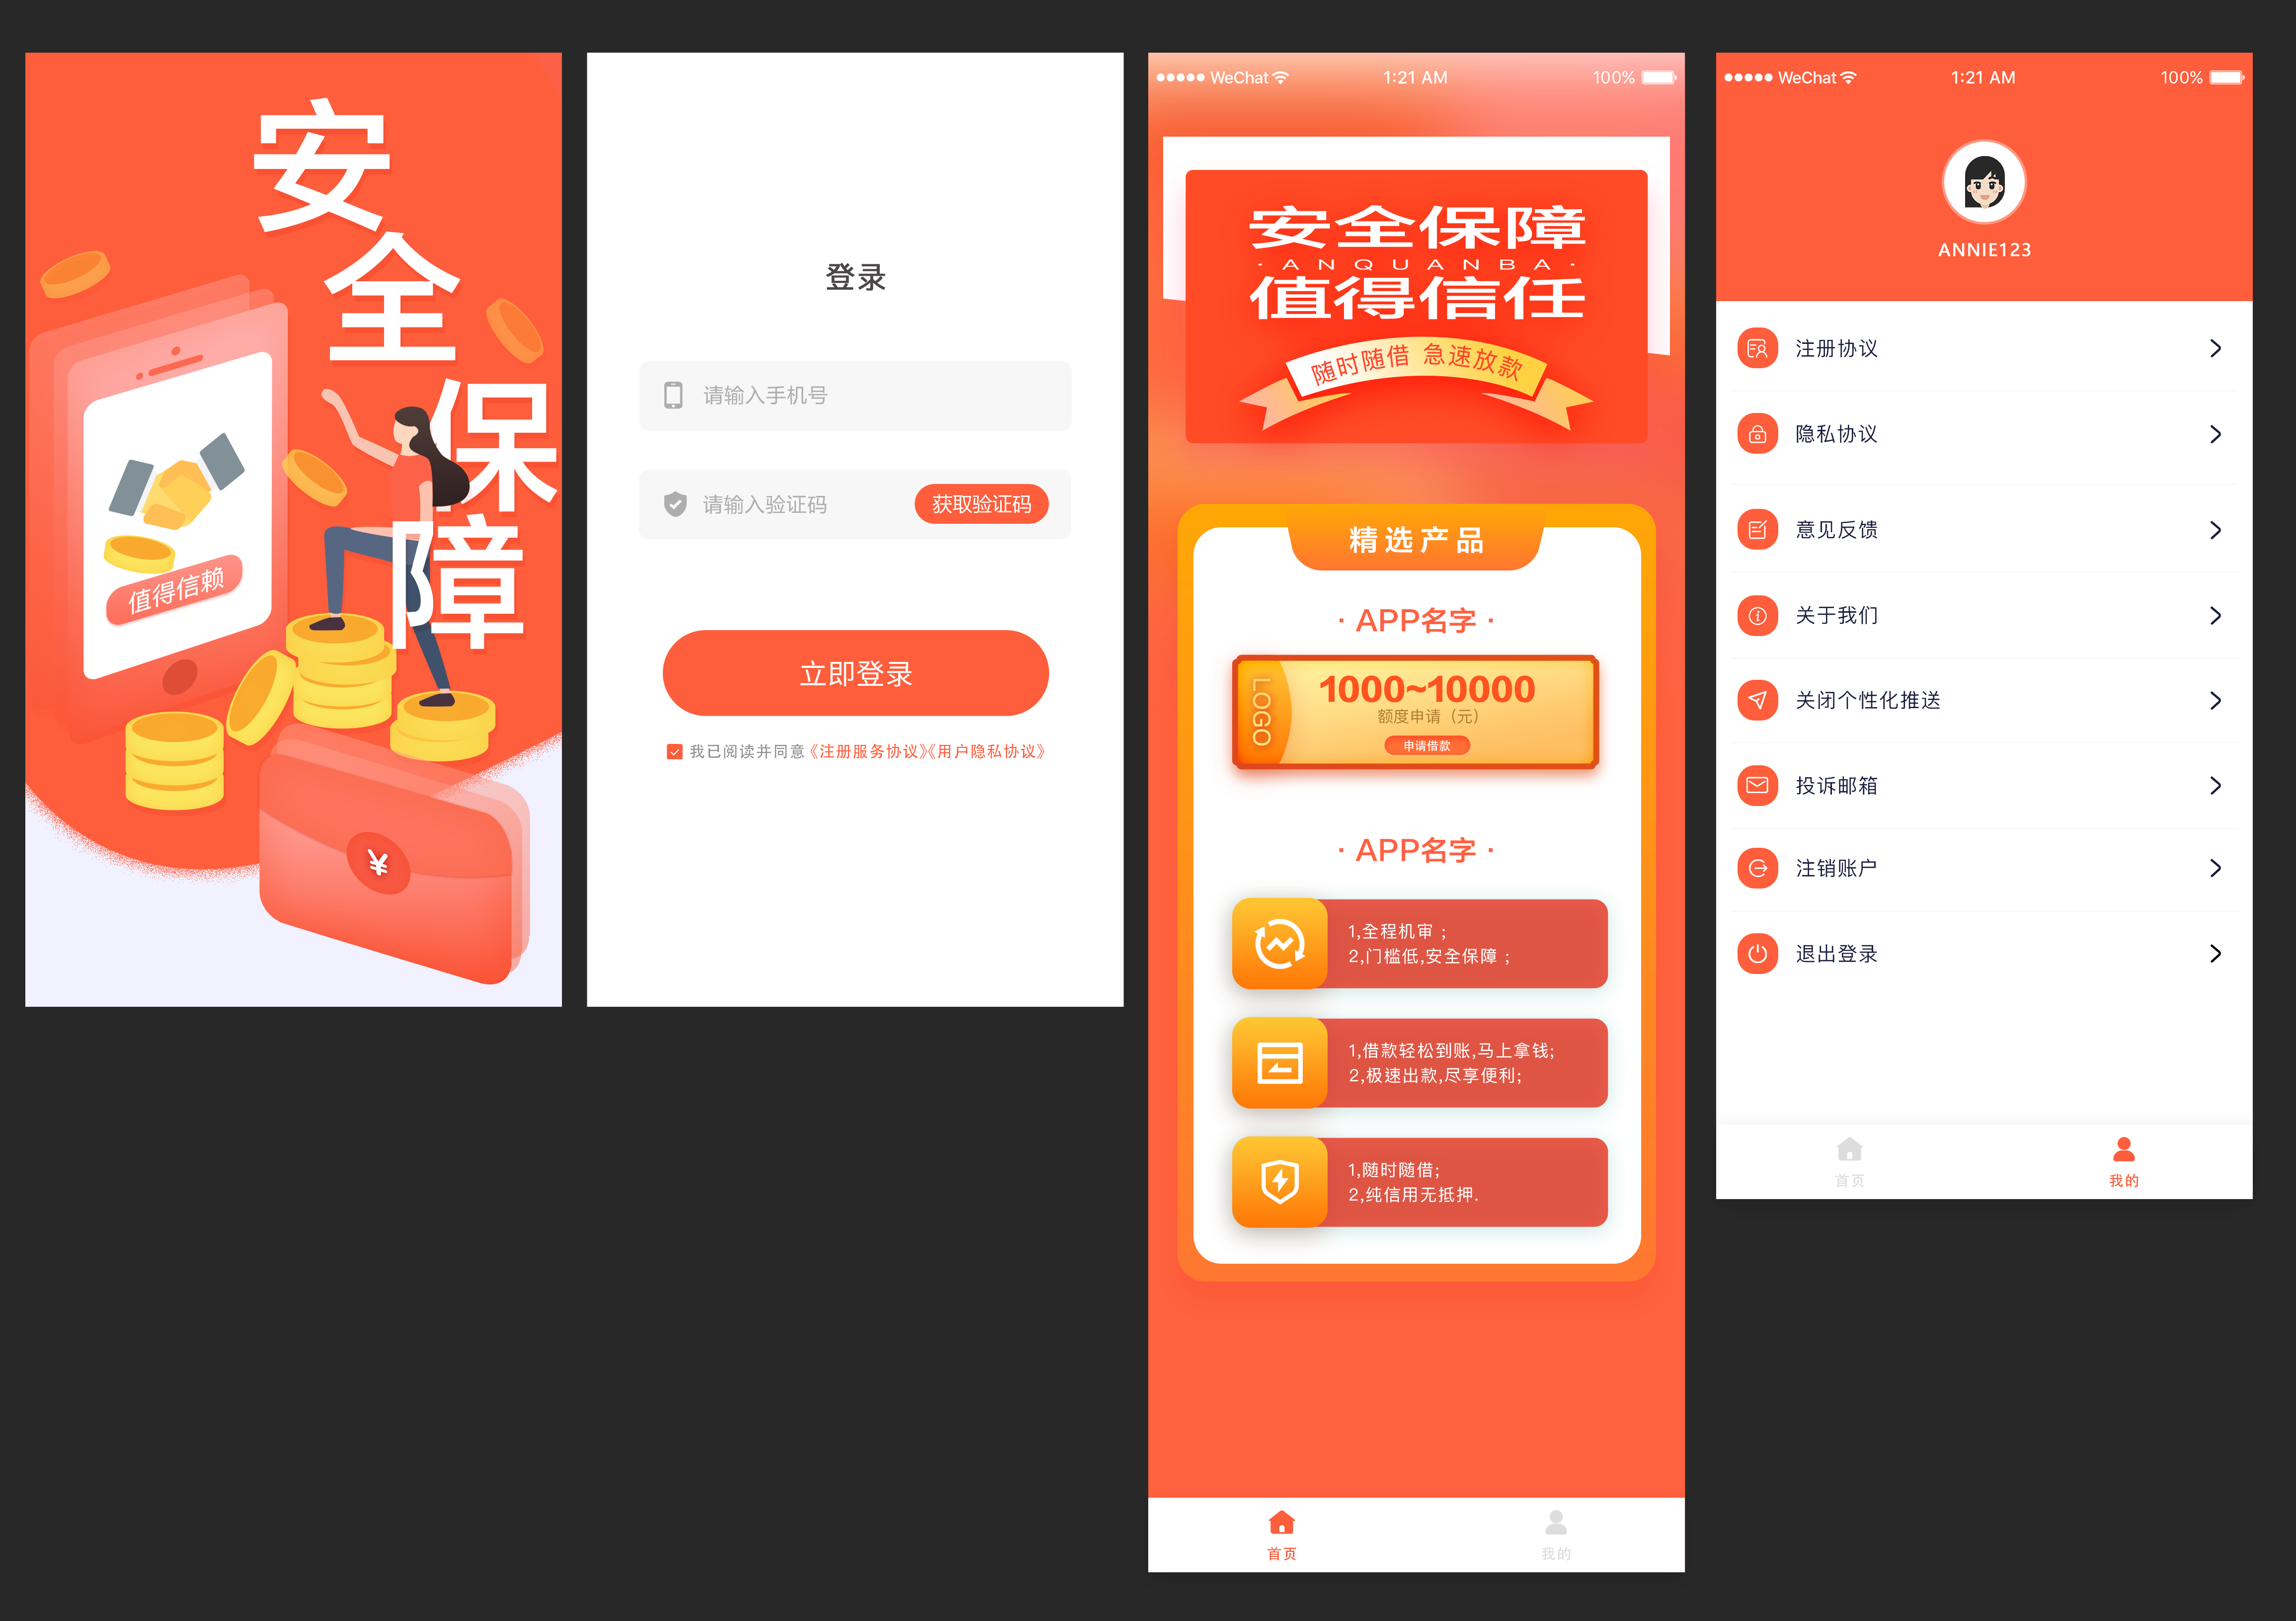 安
全
保
障
值得信赖
¥
登录
请输入手机号
请输入验证码
获取验证码
立即登录
我已阅读并同意《注册服务协议》《用户隐私协议》
WeChat
1:21 AM
100%
安全保障
· A N Q U A N B A ·
值得信任
随时随借 急速放款
精选产品
· APP名字 ·
LOGO
1000~10000
额度申请（元）
申请借款
· APP名字 ·
1,全程机审；
2,门槛低,安全保障；
1,借款轻松到账,马上拿钱;
2,极速出款,尽享便利;
1,随时随借;
2,纯信用无抵押.
首页
我的
WeChat
1:21 AM
100%
ANNIE123
注册协议
隐私协议
意见反馈
关于我们
关闭个性化推送
投诉邮箱
注销账户
退出登录
首页
我的